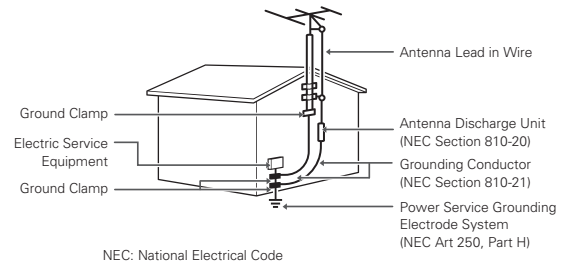 Antenna Lead in Wire
Ground Clamp
Electric Service
Equipment
Ground Clamp
Antenna Discharge Unit
(NEC Section 810-20)
Grounding Conductor
(NEC Section 810-21)
Power Service Grounding
Electrode System
(NEC Art 250, Part H)
NEC: National Electrical Code